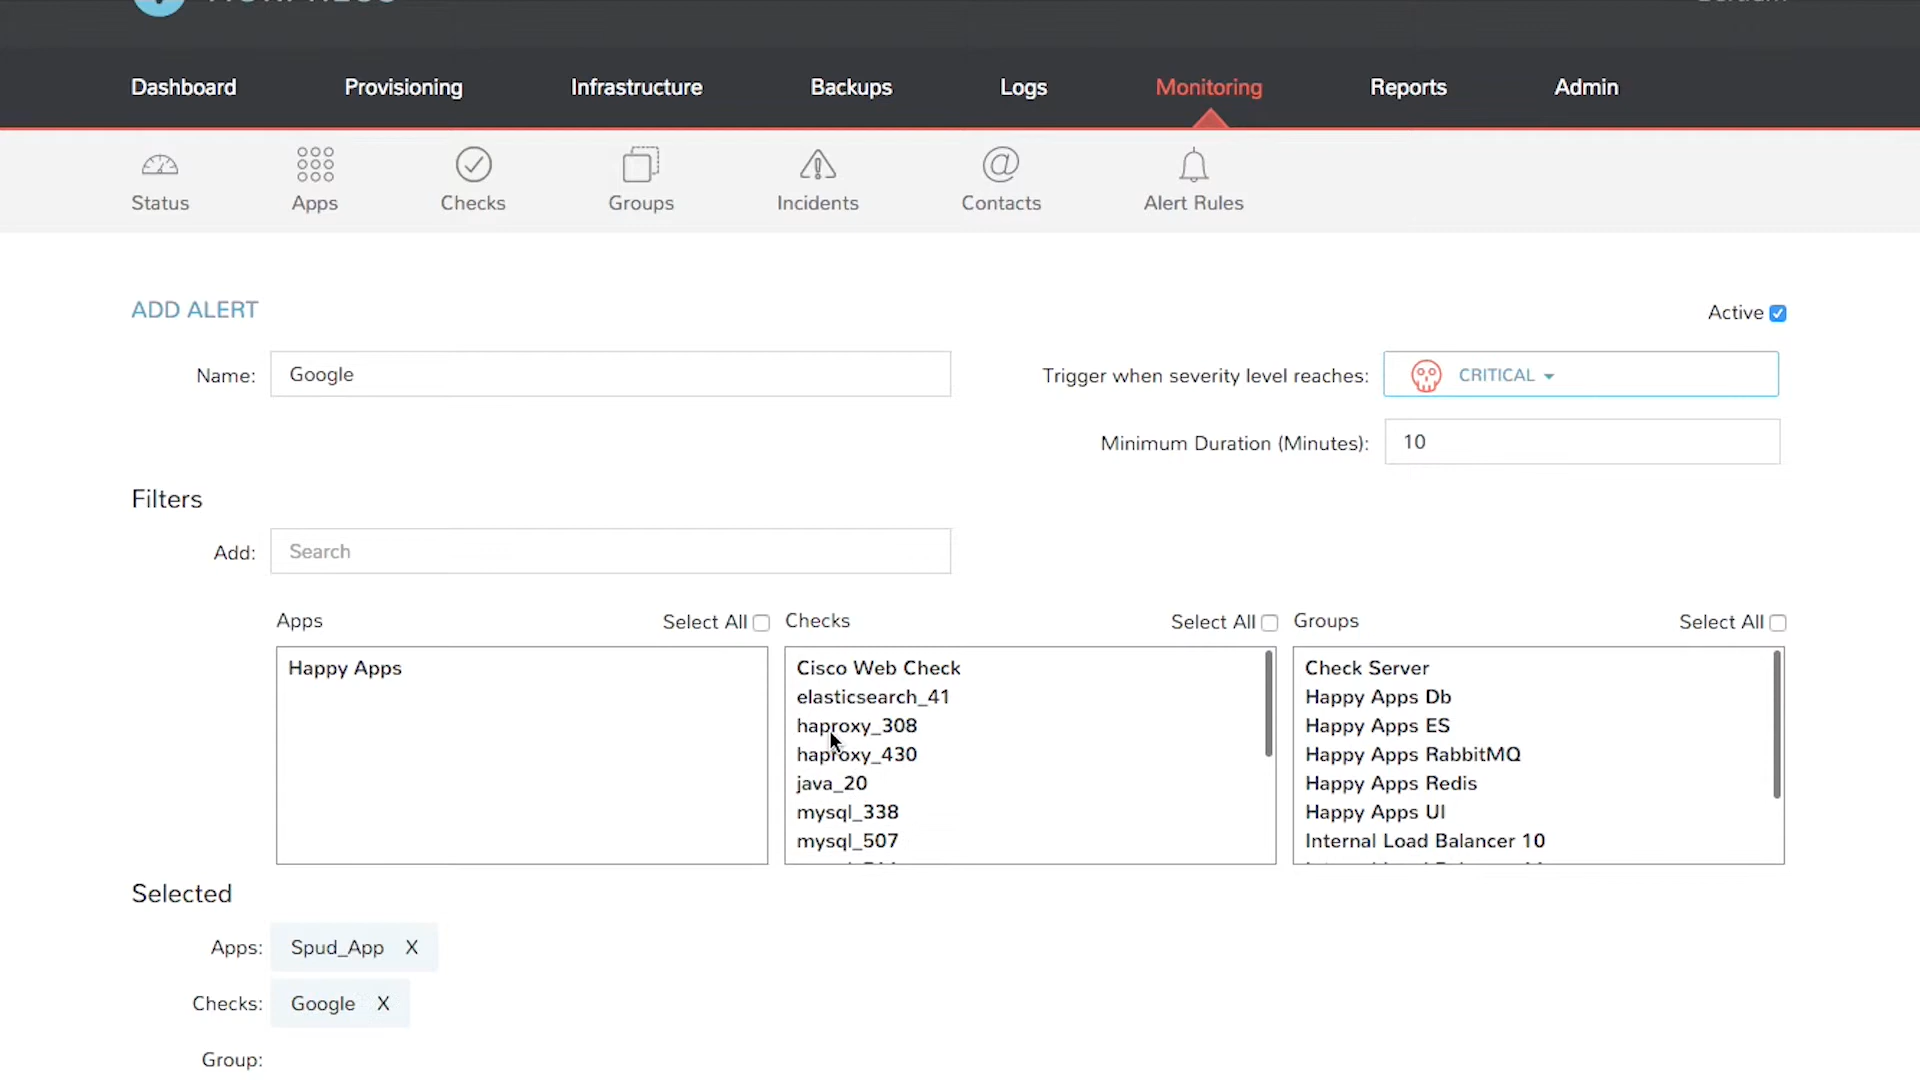 Dashboard Provisioning Infrastructure Backups Logs Monitoring Reports Admin
Status Apps Checks Groups Incidents Contacts Alert Rules
ADD ALERT
Active
Name: Google
Trigger when severity level reaches: CRITICAL
Minimum Duration (Minutes): 10
Filters
Add: Search
Apps Select All
Checks Select All
Groups Select All
Happy Apps
Cisco Web Check
elasticsearch_41
haproxy_308
haproxy_430
java_20
mysql_338
mysql_507
Check Server
Happy Apps Db
Happy Apps ES
Happy Apps RabbitMQ
Happy Apps Redis
Happy Apps UI
Internal Load Balancer 10
Selected
Apps: Spud_App X
Checks: Google X
Group: